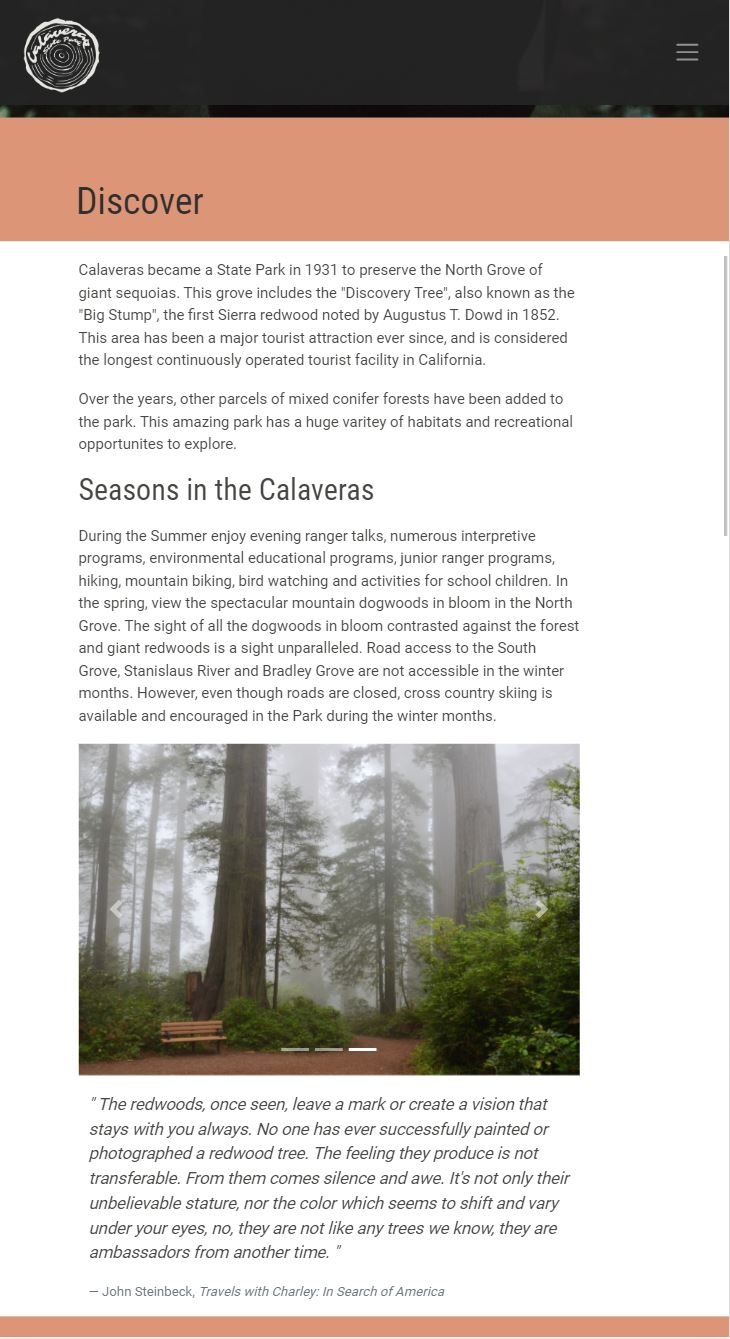 Calaveras
State Park
Discover
Calaveras became a State Park in 1931 to preserve the North Grove of
giant sequoias. This grove includes the "Discovery Tree", also known as the
"Big Stump", the first Sierra redwood noted by Augustus T. Dowd in 1852.
This area has been a major tourist attraction ever since, and is considered
the longest continuously operated tourist facility in California.
Over the years, other parcels of mixed conifer forests have been added to
the park. This amazing park has a huge varitey of habitats and recreational
opportunites to explore.
Seasons in the Calaveras
During the Summer enjoy evening ranger talks, numerous interpretive
programs, environmental educational programs, junior ranger programs,
hiking, mountain biking, bird watching and activities for school children. In
the spring, view the spectacular mountain dogwoods in bloom in the North
Grove. The sight of all the dogwoods in bloom contrasted against the forest
and giant redwoods is a sight unparalleled. Road access to the South
Grove, Stanislaus River and Bradley Grove are not accessible in the winter
months. However, even though roads are closed, cross country skiing is
available and encouraged in the Park during the winter months.
" The redwoods, once seen, leave a mark or create a vision that
stays with you always. No one has ever successfully painted or
photographed a redwood tree. The feeling they produce is not
transferable. From them comes silence and awe. It's not only their
unbelievable stature, nor the color which seems to shift and vary
under your eyes, no, they are not like any trees we know, they are
ambassadors from another time. "
— John Steinbeck, Travels with Charley: In Search of America